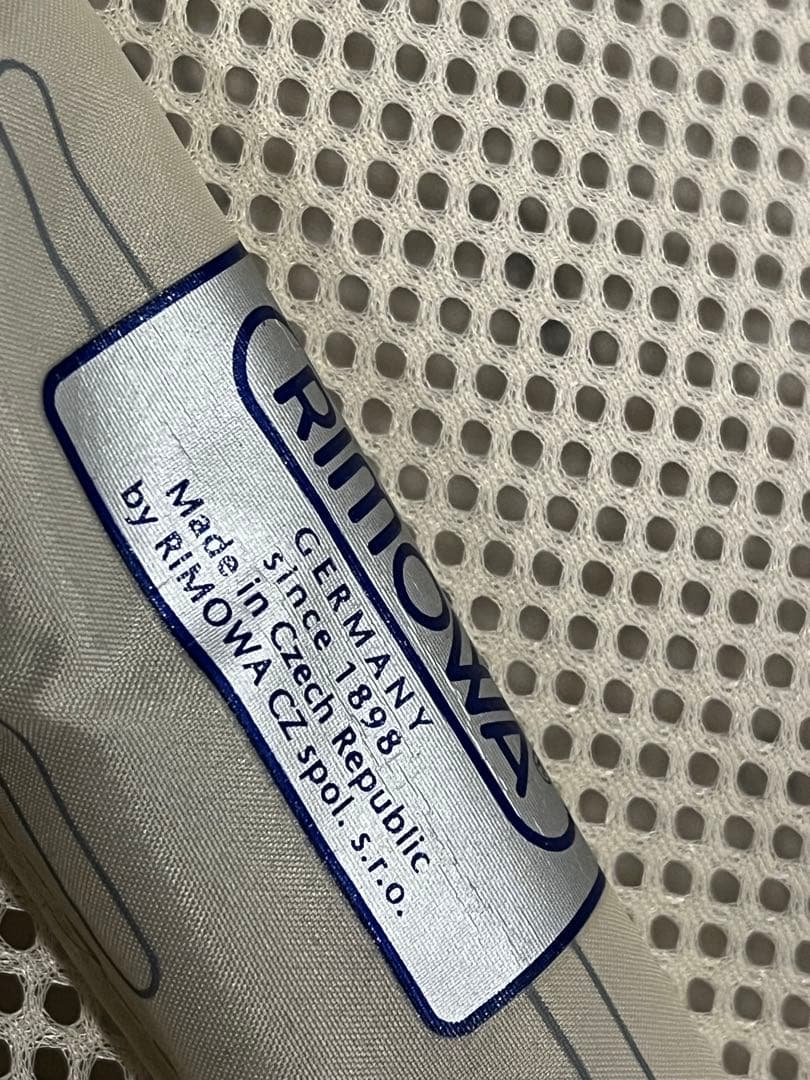 RIMOWA
GERMANY
since 1898
Made in Czech Republic
by RIMOWA CZ spol. s.r.o.